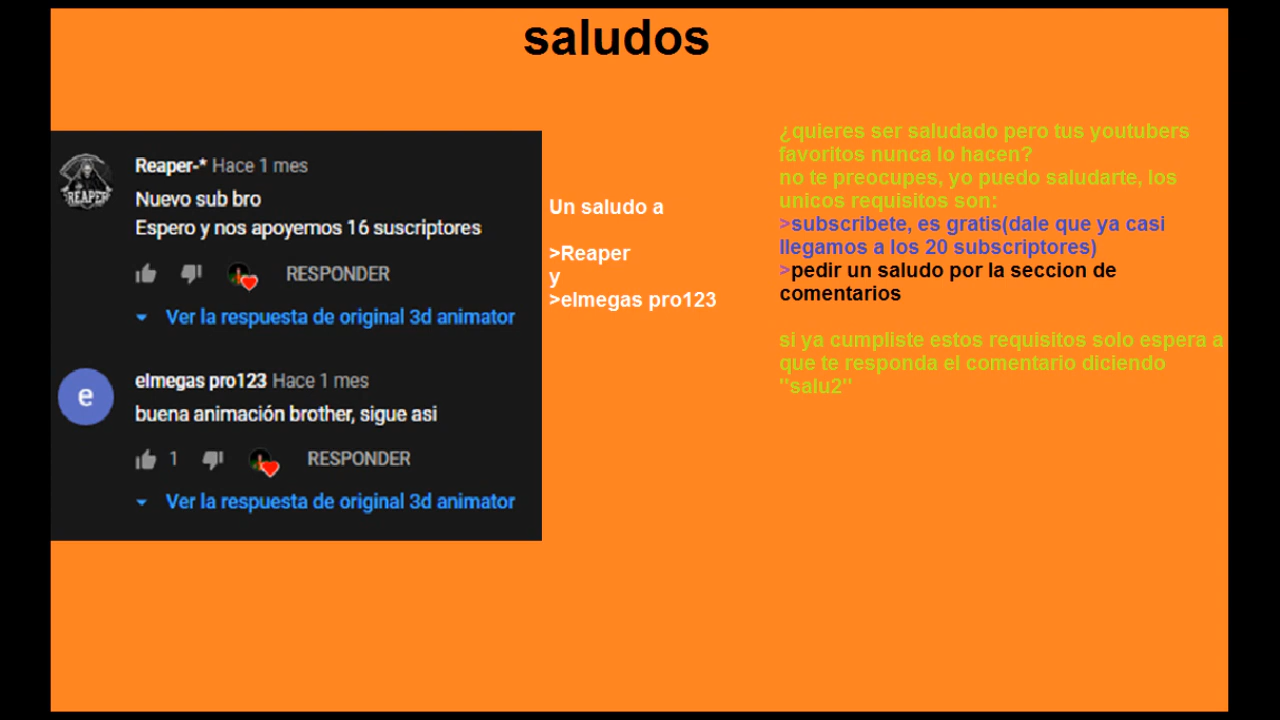 saludos
Reaper-* Hace 1 mes
REAPER
Nuevo sub bro
Espero y nos apoyemos 16 suscriptores
RESPONDER
Ver la respuesta de original 3d animator
e
elmegas pro123 Hace 1 mes
buena animación brother, sigue asi
1 RESPONDER
Ver la respuesta de original 3d animator
Un saludo a
>Reaper
y
>elmegas pro123
¿quieres ser saludado pero tus youtubers
favoritos nunca lo hacen?
no te preocupes, yo puedo saludarte, los
unicos requisitos son:
>subscribete, es gratis(dale que ya casi
llegamos a los 20 subscriptores)
>pedir un saludo por la seccion de
comentarios
si ya cumpliste estos requisitos solo espera a
que te responda el comentario diciendo
"salu2"